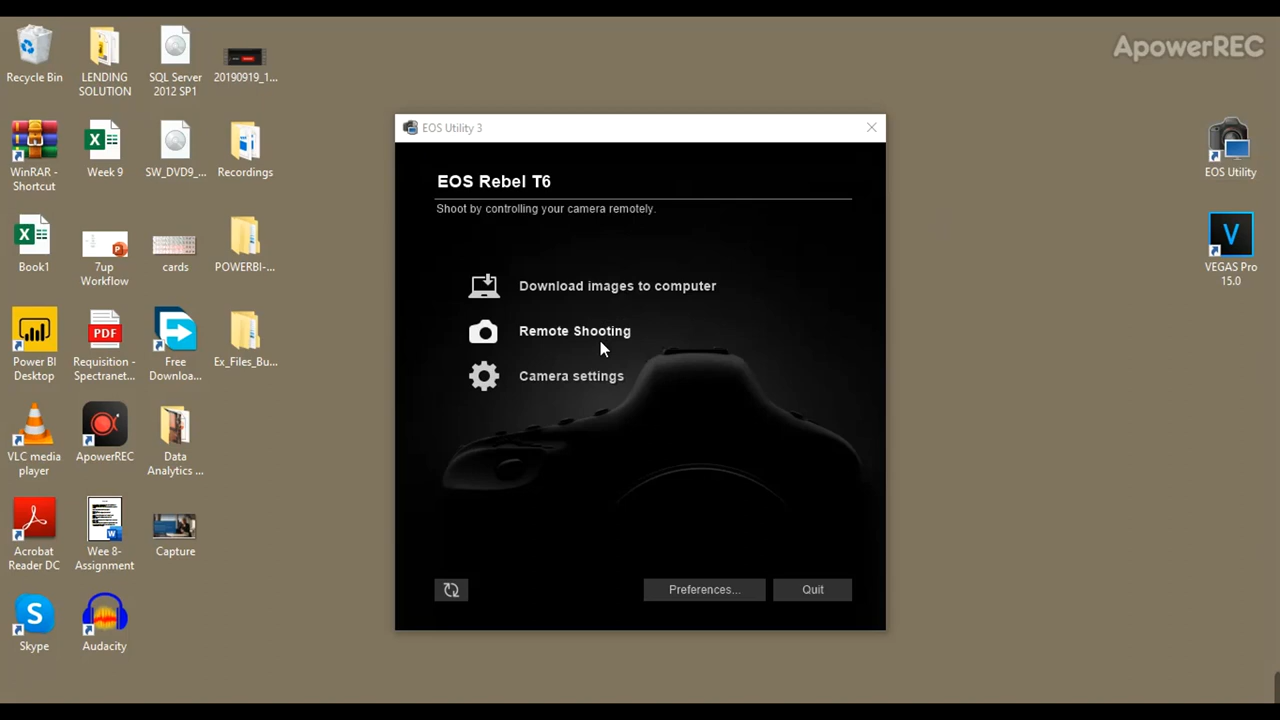 ApowerREC
Recycle Bin
LENDING
SOLUTION
SQL Server
2012 SP1
20190919_1...
WinRAR -
Shortcut
Week 9
SW_DVD9_...
Recordings
Book1
7up
Workflow
cards
POWERBI-...
Power BI
Desktop
PDF
Requisition -
Spectranet...
Free
Downloa...
Ex_Files_Bu...
VLC media
player
ApowerREC
Data
Analytics ...
Acrobat
Reader DC
Wee 8-
Assignment
Capture
S
Skype
Audacity
EOS Utility 3
EOS Rebel T6
Shoot by controlling your camera remotely.
Download images to computer
Remote Shooting
Camera settings
Preferences...
Quit
EOS Utility
V
VEGAS Pro
15.0